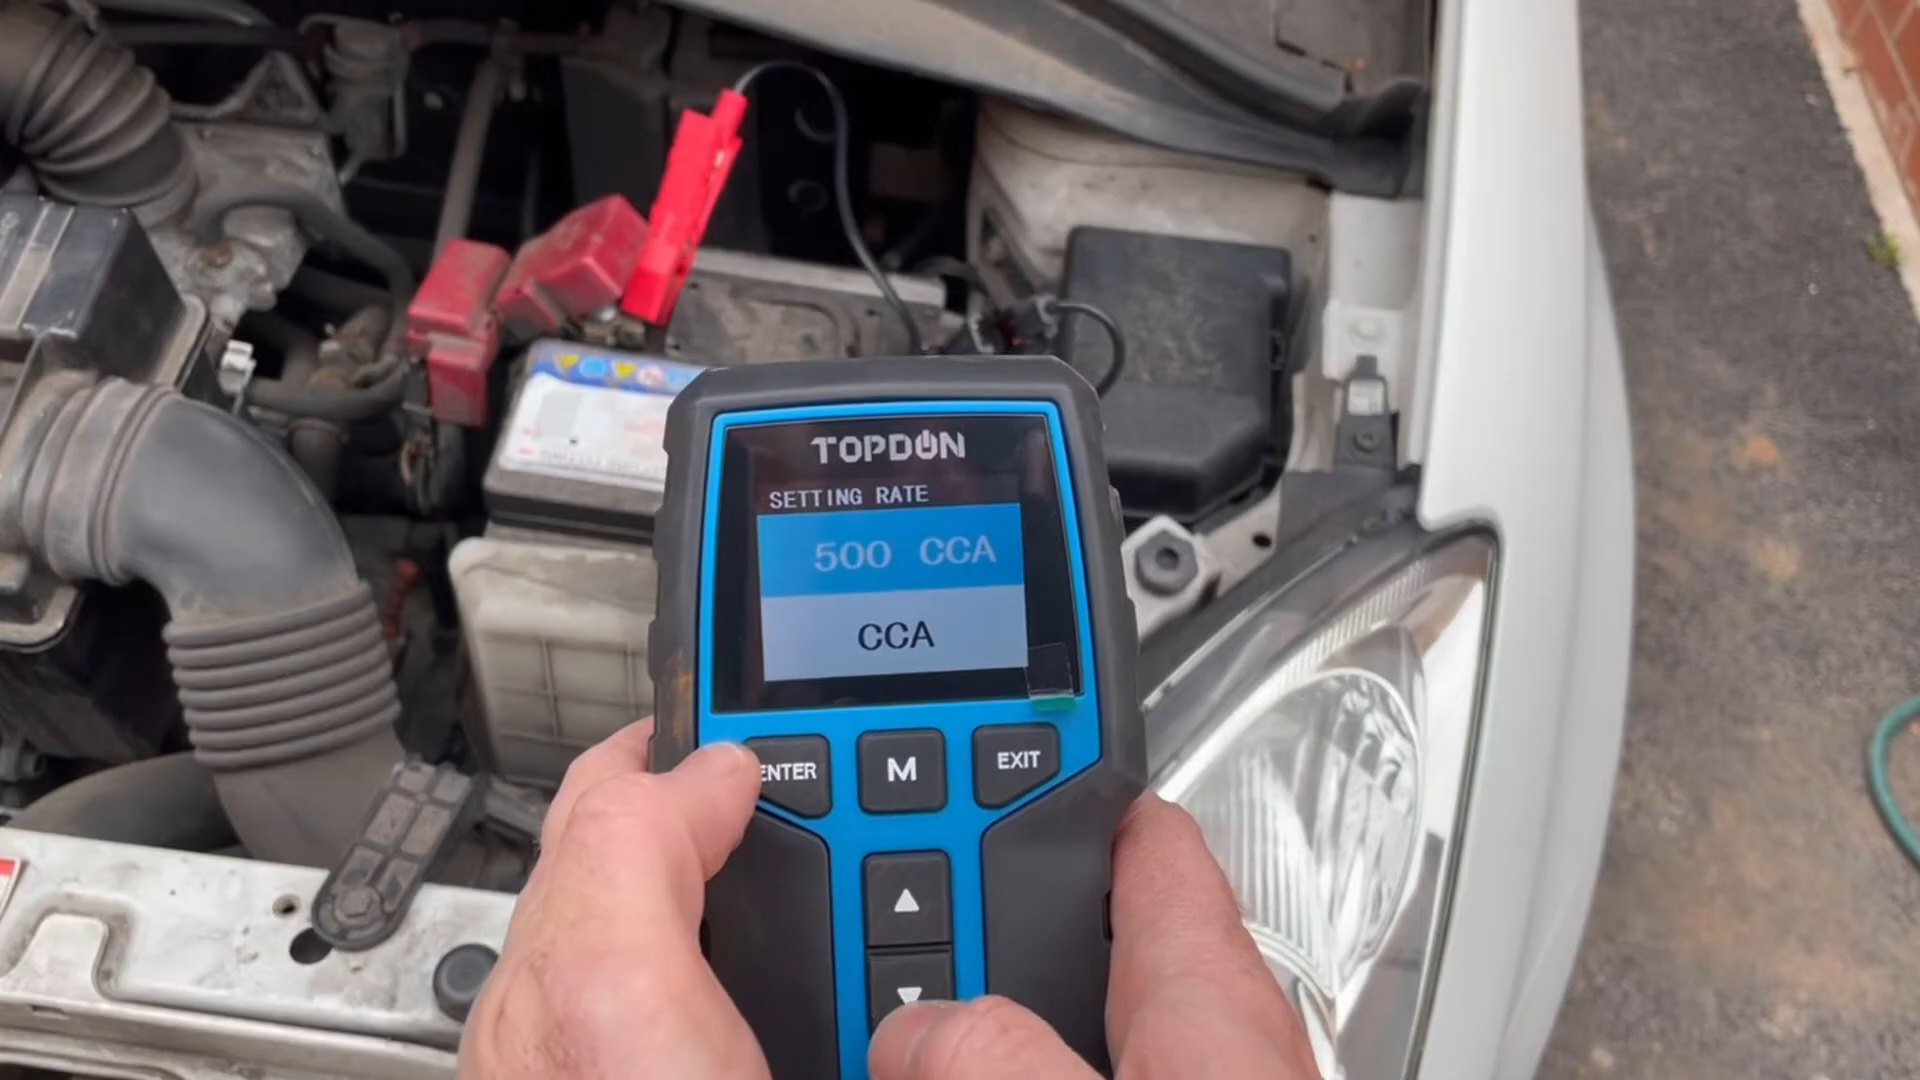 TOPDON
SETTING RATE
500 CCA
CCA
ENTER
M
EXIT